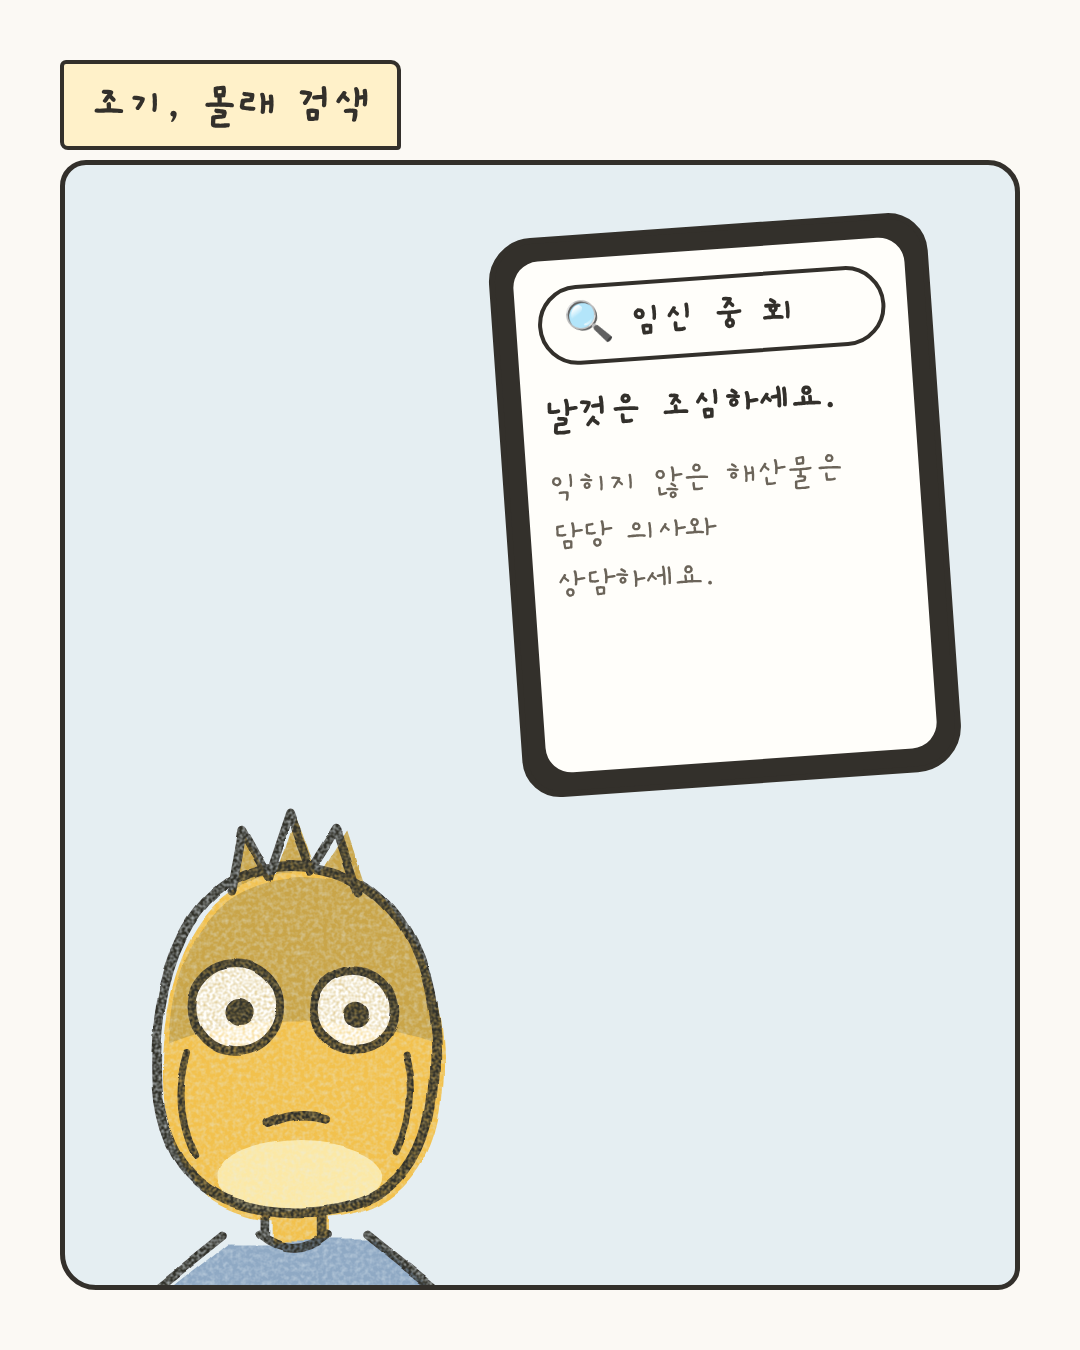 조기, 몰래 검색
임신 중 회
날것은 조심하세요.
익히지 않은 해산물은
담당 의사와
상담하세요.